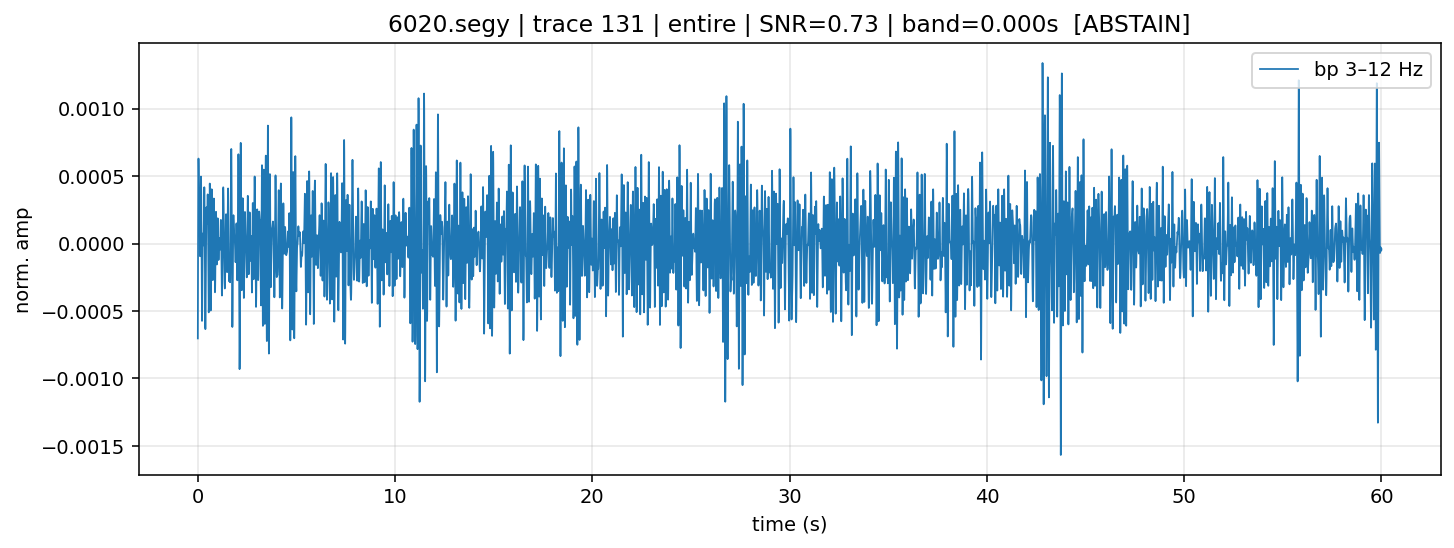 6020.segy | trace 131 | entire | SNR=0.73 | band=0.000s  [ABSTAIN]
bp 3–12 Hz
norm. amp
0.0010
0.0005
0.0000
−0.0005
−0.0010
−0.0015
0 10 20 30 40 50 60
time (s)